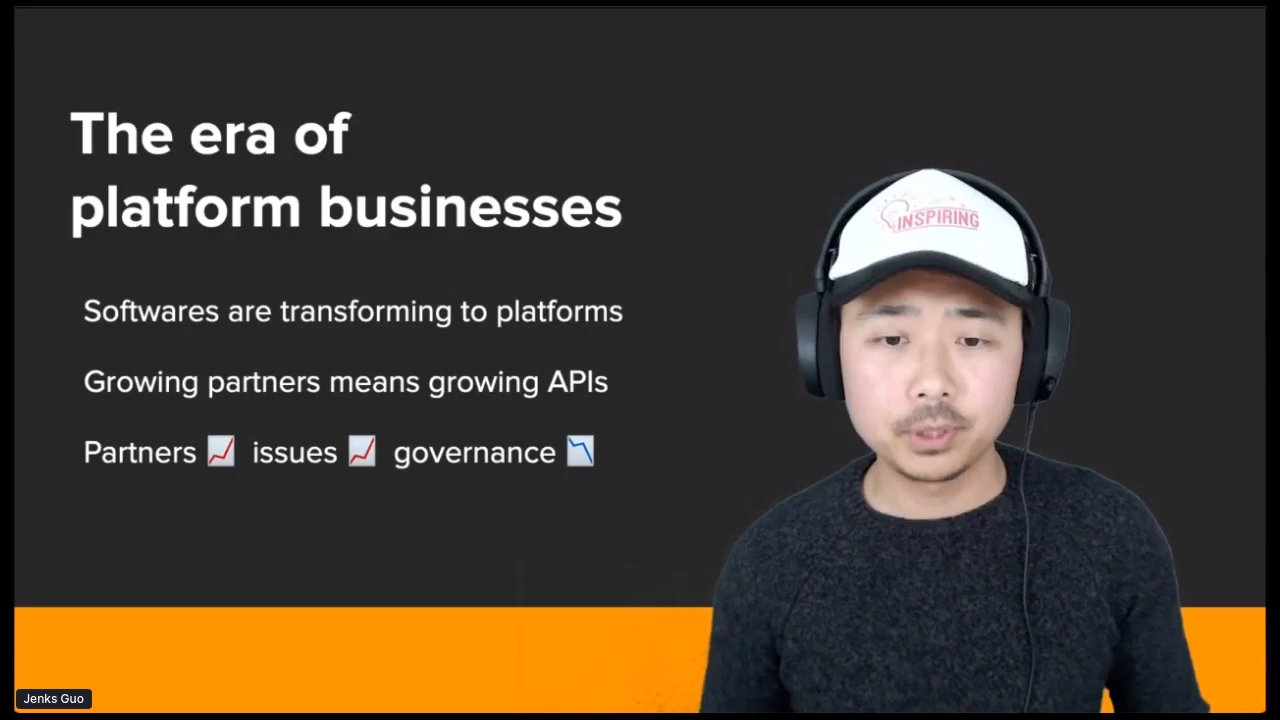 The era of
platform businesses
Softwares are transforming to platforms
Growing partners means growing APIs
Partners 📈 issues 📈 governance 📉
INSPIRING
Jenks Guo